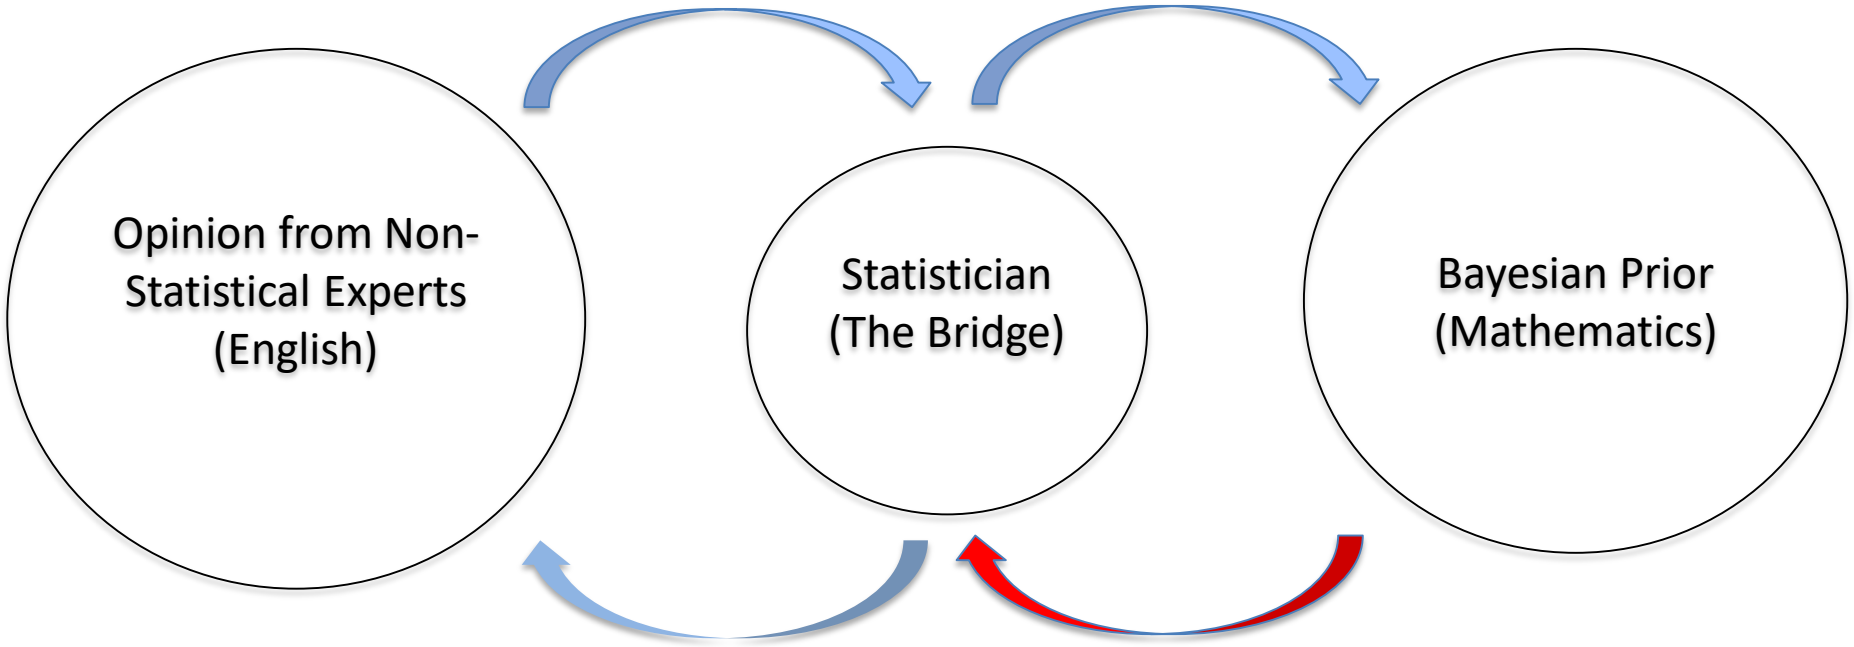 Opinion from Non-
Statistical Experts
(English)
Statistician
(The Bridge)
Bayesian Prior
(Mathematics)